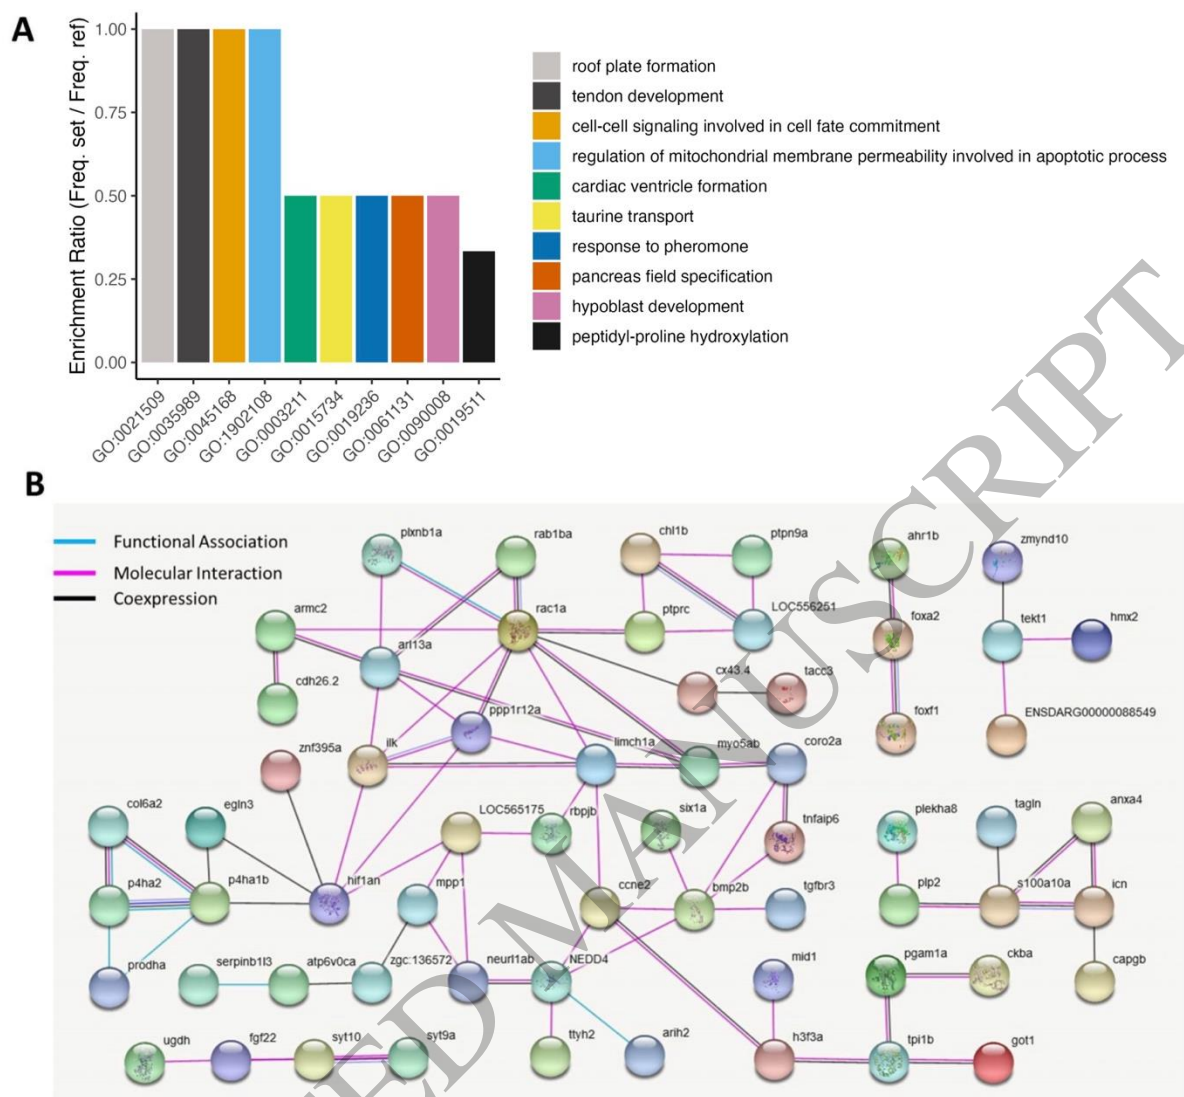 A
Enrichment Ratio (Freq. set / Freq. ref)
1.00
0.75
0.50
0.25
0.00
GO:0021509
GO:0035989
GO:0045168
GO:1902108
GO:0003211
GO:0015734
GO:0019236
GO:0061131
GO:0090008
GO:0019511
roof plate formation
tendon development
cell-cell signaling involved in cell fate commitment
regulation of mitochondrial membrane permeability involved in apoptotic process
cardiac ventricle formation
taurine transport
response to pheromone
pancreas field specification
hypoblast development
peptidyl-proline hydroxylation
B
Functional Association
Molecular Interaction
Coexpression
plxnb1a
rab1ba
chl1b
ptpn9a
ahr1b
zmynd10
armc2
rac1a
ptprc
LOC556251
foxa2
tekt1
hmx2
arl13a
cdh26.2
cx43.4
tacc3
ppp1r12a
foxf1
ENSDARG00000088549
znf395a
ilk
limch1a
myo5ab
coro2a
col6a2
egln3
LOC565175
rbpjb
six1a
tnfaip6
plekha8
tagln
anxa4
p4ha2
p4ha1b
hif1an
mpp1
ccne2
bmp2b
tgfbr3
plp2
s100a10a
icn
prodha
serpinb1l3
atp6v0ca
zgc:136572
neurl1ab
NEDD4
mid1
pgam1a
ckba
capgb
ugdh
fgf22
syt10
syt9a
ttyh2
arih2
h3f3a
tpi1b
got1
ED MANUSCRIPT